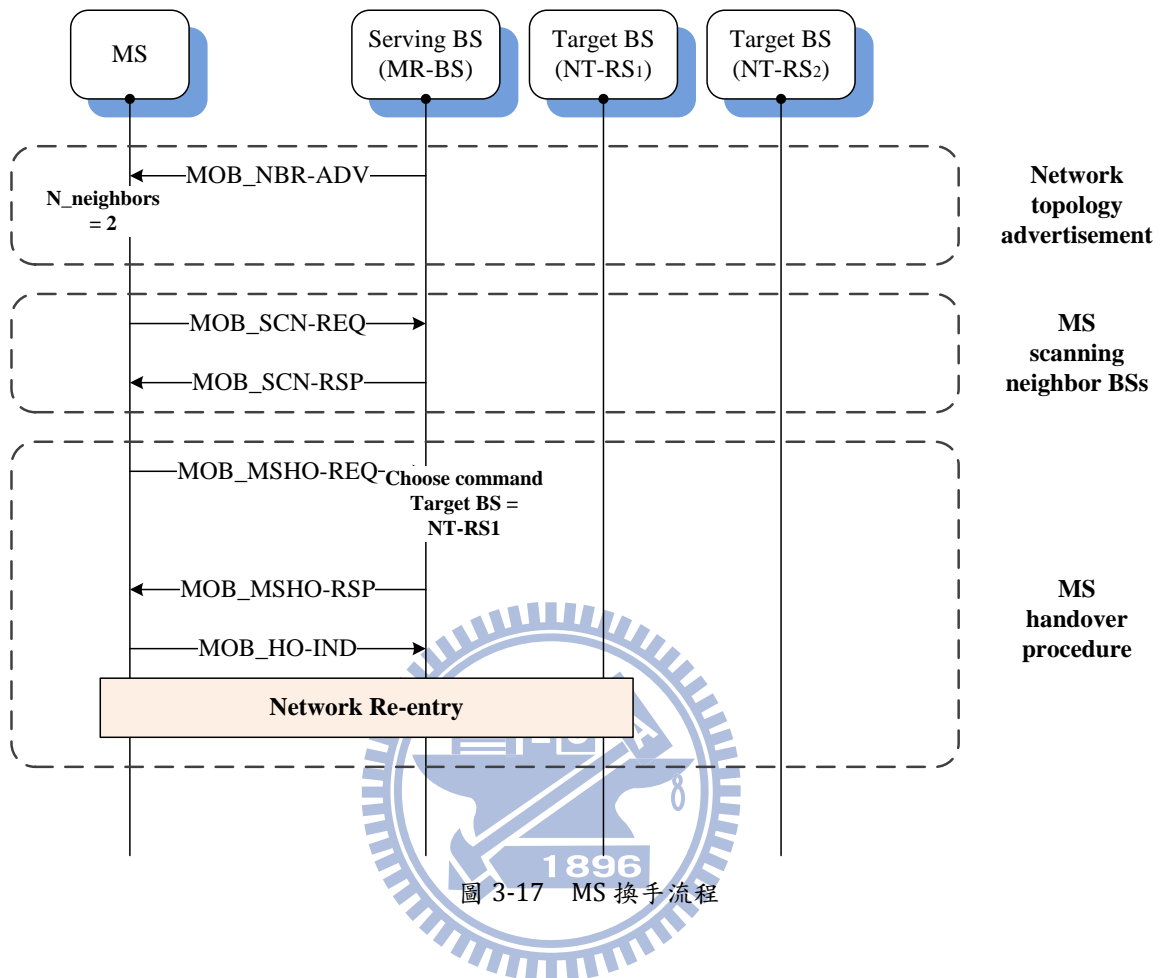 MS
Serving BS
(MR-BS)
Target BS
(NT-RS1)
Target BS
(NT-RS2)
MOB_NBR-ADV
N_neighbors
= 2
Network
topology
advertisement
MOB_SCN-REQ
MOB_SCN-RSP
MS
scanning
neighbor BSs
MOB_MSHO-REQ
Choose command
Target BS =
NT-RS1
MOB_MSHO-RSP
MOB_HO-IND
MS
handover
procedure
Network Re-entry
1896
圖 3-17 MS 換手流程